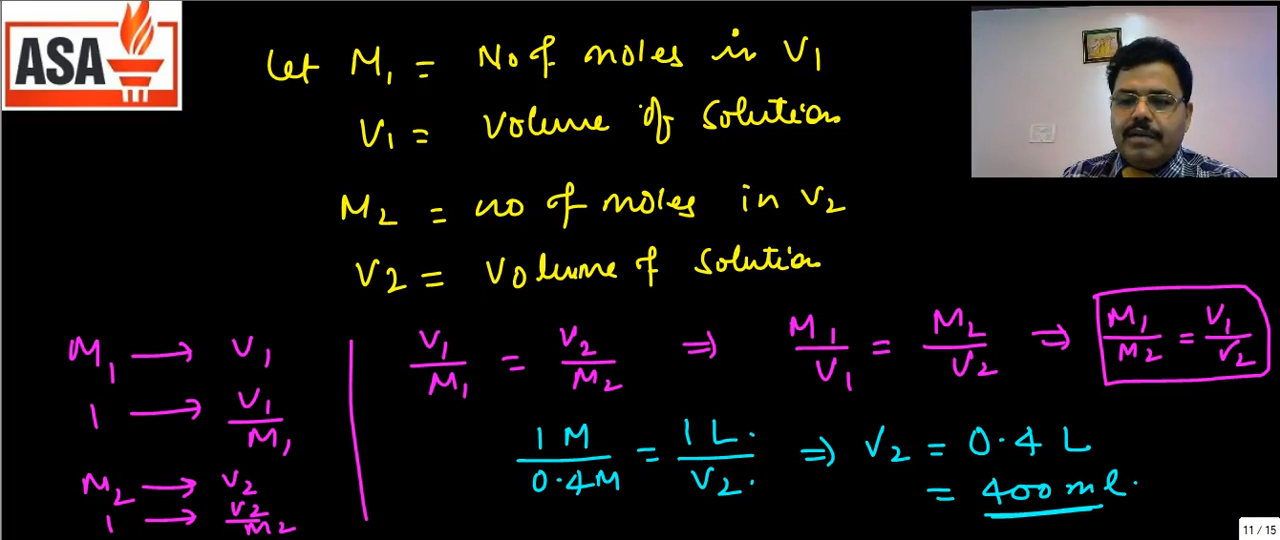 ASA
Let M₁ = No of moles in V₁
V₁ = Volume of Solution
M₂ = no of moles in V₂
V₂ = Volume of Solution
M₁ → V₁
1 → V₁/M₁
M₂ → V₂
1 → V₂/M₂
V₁/M₁ = V₂/M₂ ⇒ M₁/V₁ = M₂/V₂ ⇒ M₁/M₂ = V₁/V₂
1 M/0.4M = 1 L./V₂. ⇒ V₂ = 0.4 L
= 400 ml.
11 / 15